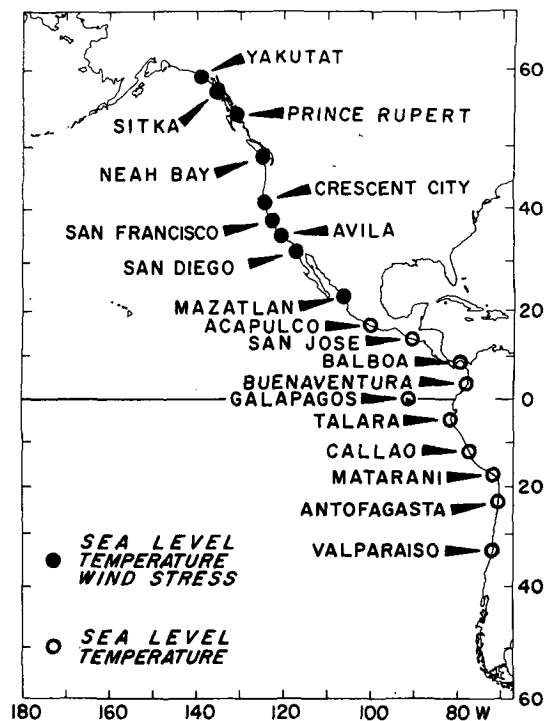 YAKUTAT
60
SITKA
PRINCE RUPERT
NEAH BAY
CRESCENT CITY
40
SAN FRANCISCO
AVILA
SAN DIEGO
MAZATLAN
20
ACAPULCO
SAN JOSE
BALBOA
BUENAVENTURA
GALAPAGOS
0
TALARA
CALLAO
MATARANI
20
ANTOFAGASTA
VALPARAISO
SEA LEVEL
TEMPERATURE
WIND STRESS
40
SEA LEVEL
TEMPERATURE
60
180 160 140 120 100 80 W